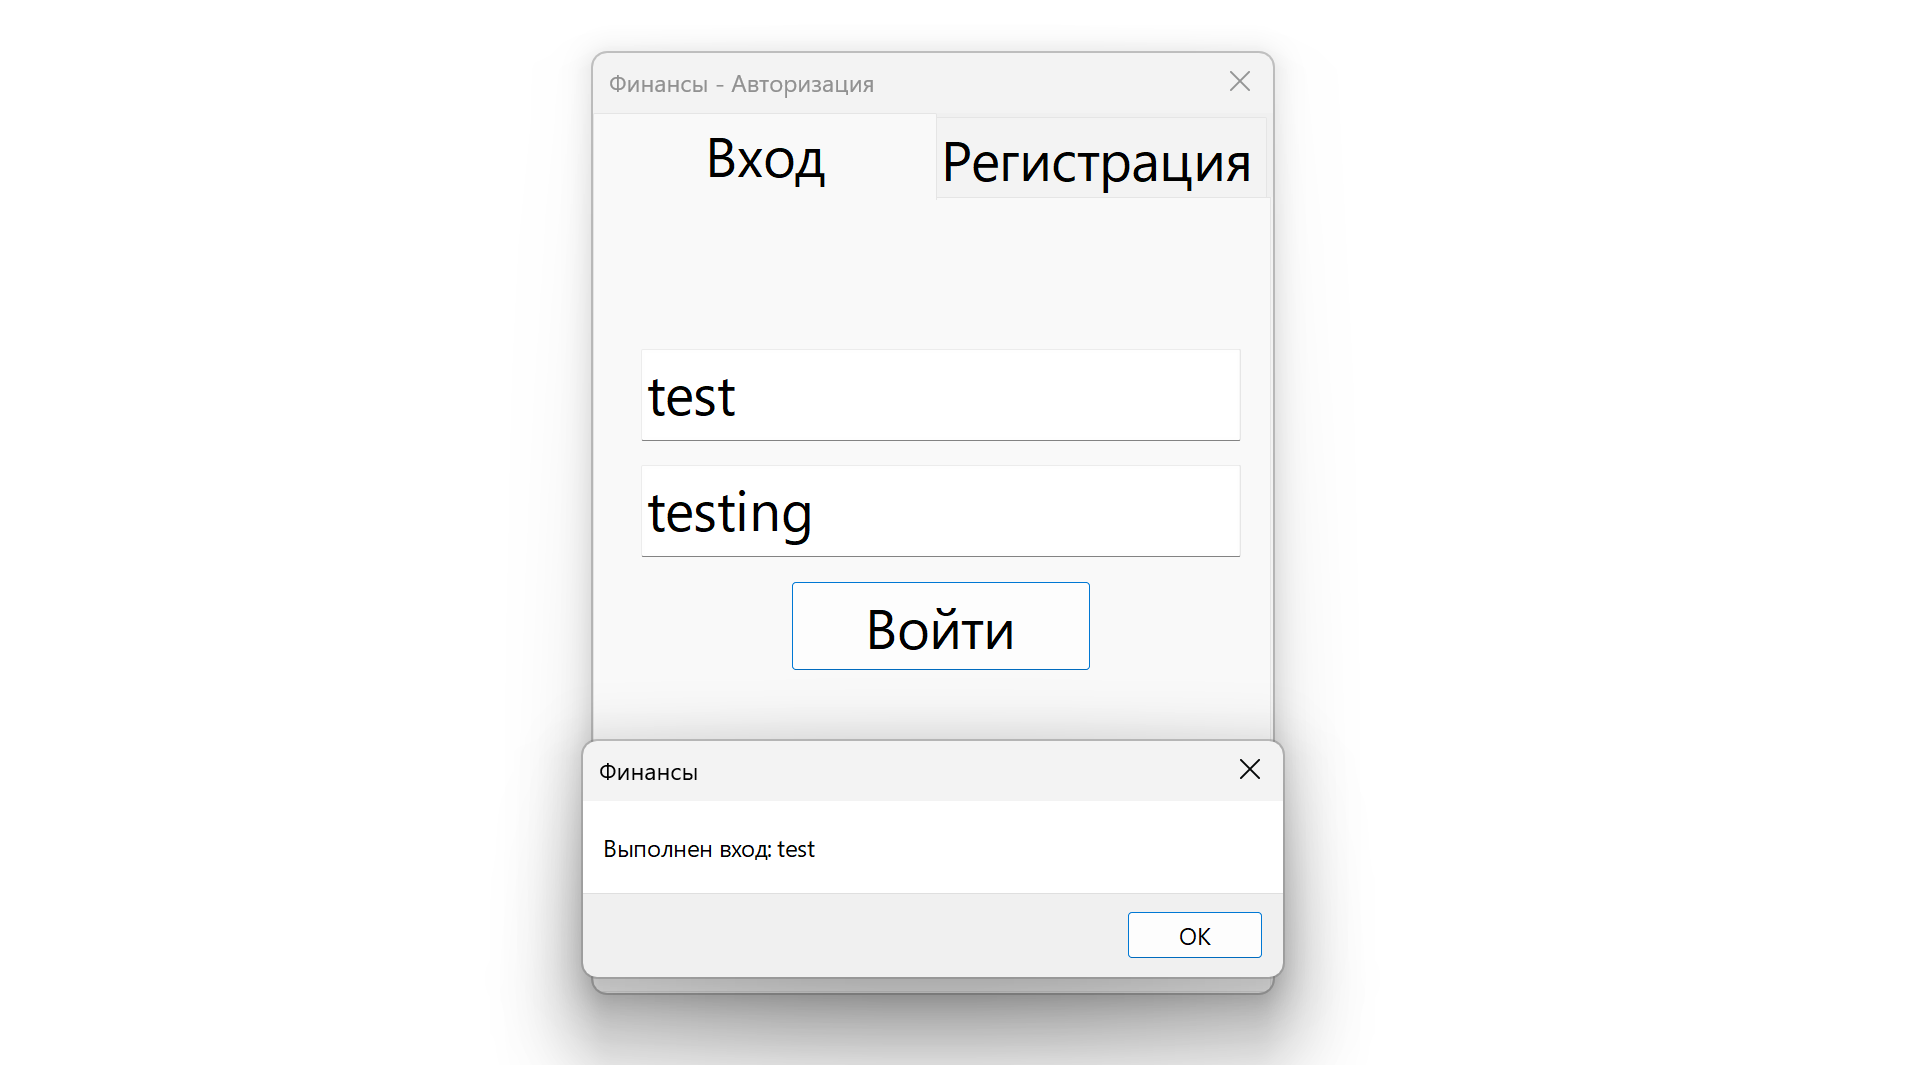 Финансы - Авторизация
Вход
Регистрация
test
testing
Войти
Финансы
Выполнен вход: test
OK